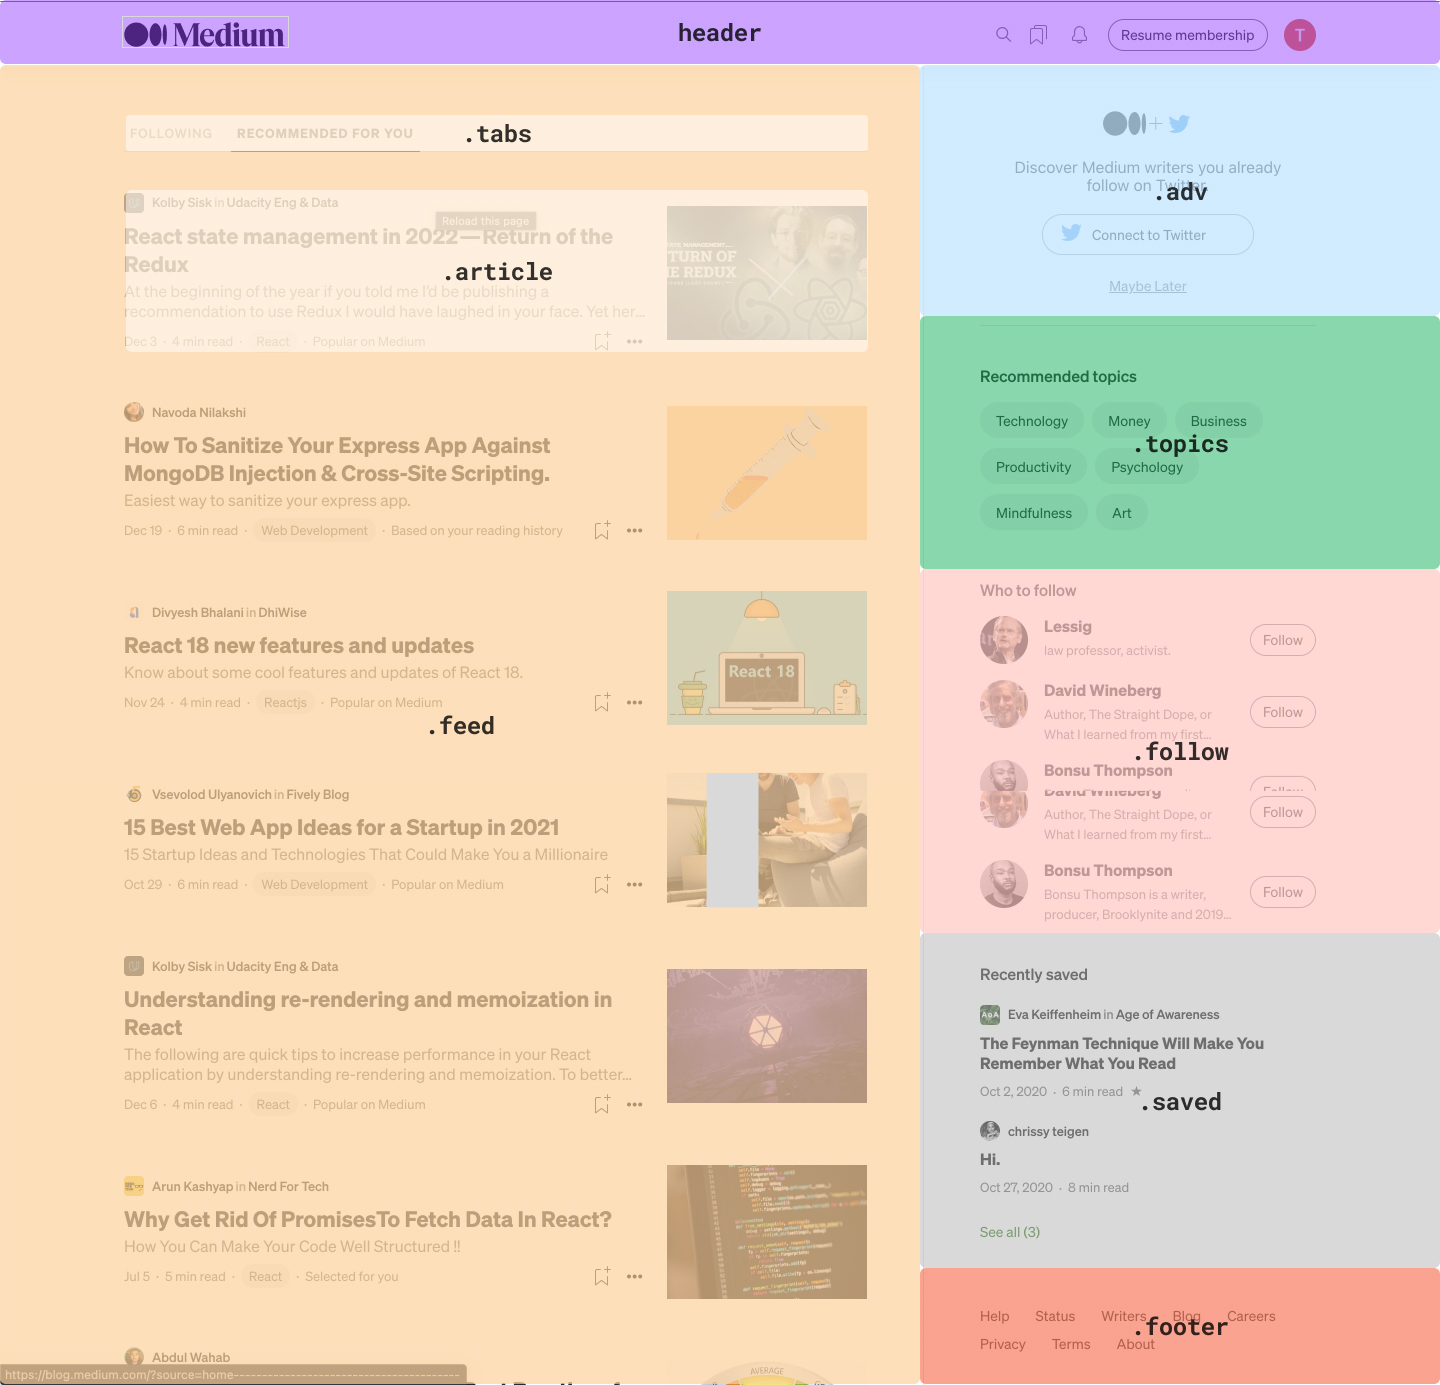 Medium
header
Resume membership
T
FOLLOWING
RECOMMENDED FOR YOU
.tabs
Kolby Sisk in Udacity Eng & Data
Reload this page
React state management in 2022—Return of the
Redux
.article
At the beginning of the year if you told me I'd be publishing a
recommendation to use Redux I would have laughed in your face. Yet her...
Dec 3 · 4 min read · React · Popular on Medium
TURN OF
E REDUX
Navoda Nilakshi
How To Sanitize Your Express App Against
MongoDB Injection & Cross-Site Scripting.
Easiest way to sanitize your express app.
Dec 19 · 6 min read · Web Development · Based on your reading history
Divyesh Bhalani in DhiWise
React 18 new features and updates
Know about some cool features and updates of React 18.
Nov 24 · 4 min read · Reactjs · Popular on Medium
React 18
.feed
Vsevolod Ulyanovich in Fively Blog
15 Best Web App Ideas for a Startup in 2021
15 Startup Ideas and Technologies That Could Make You a Millionaire
Oct 29 · 6 min read · Web Development · Popular on Medium
Kolby Sisk in Udacity Eng & Data
Understanding re-rendering and memoization in
React
The following are quick tips to increase performance in your React
application by understanding re-rendering and memoization. To better...
Dec 6 · 4 min read · React · Popular on Medium
Arun Kashyap in Nerd For Tech
Why Get Rid Of PromisesTo Fetch Data In React?
How You Can Make Your Code Well Structured !!
Jul 5 · 5 min read · React · Selected for you
Abdul Wahab
AVERAGE
https://blog.medium.com/?source=home---------------------------------------
Discover Medium writers you already
follow on Twitter.
.adv
Connect to Twitter
Maybe Later
Recommended topics
Technology
Money
Business
.topics
Productivity
Psychology
Mindfulness
Art
Who to follow
Lessig
law professor, activist.
Follow
David Wineberg
Author, The Straight Dope, or
What I learned from my first...
Follow
.follow
Bonsu Thompson
Follow
David Wineberg
Author, The Straight Dope, or
What I learned from my first...
Follow
Bonsu Thompson
Bonsu Thompson is a writer,
producer, Brooklynite and 2019...
Follow
Recently saved
Eva Keiffenheim in Age of Awareness
The Feynman Technique Will Make You
Remember What You Read
Oct 2, 2020 · 6 min read ★
.saved
chrissy teigen
Hi.
Oct 27, 2020 · 8 min read
See all (3)
Help
Status
Writers
Blog
Careers
.footer
Privacy
Terms
About